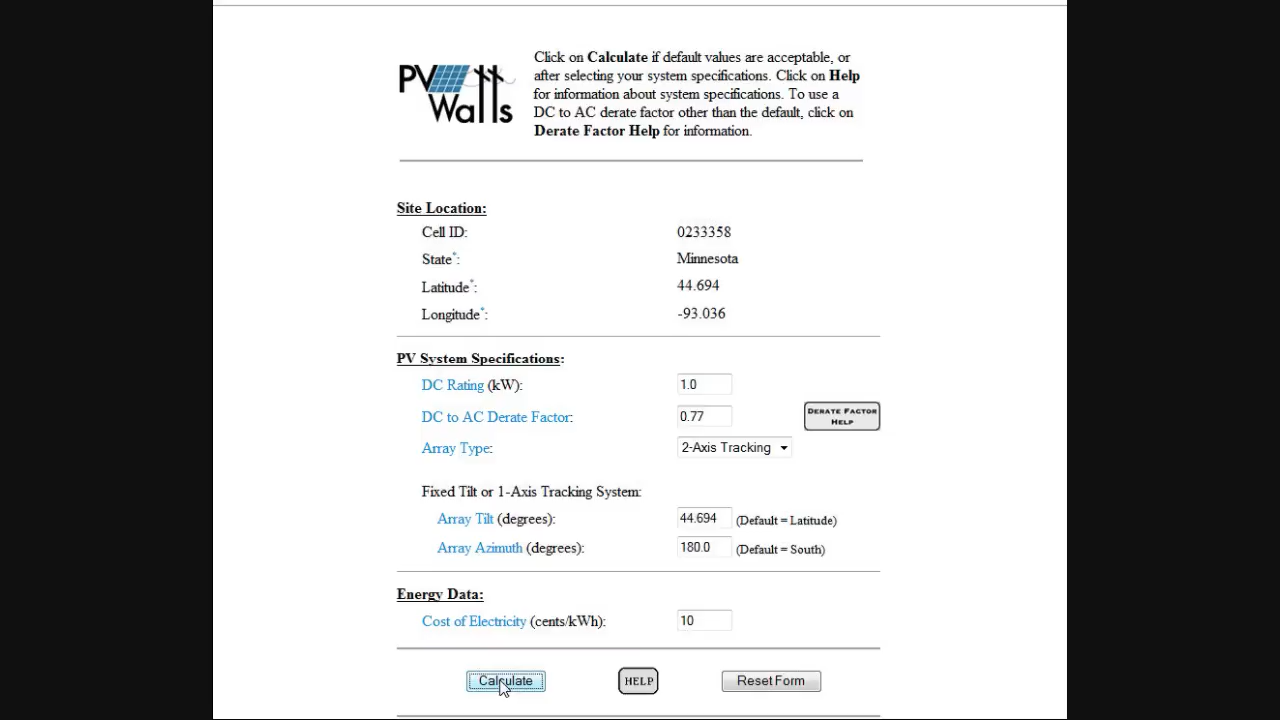 PV Watts
Click on Calculate if default values are acceptable, or
after selecting your system specifications. Click on Help
for information about system specifications. To use a
DC to AC derate factor other than the default, click on
Derate Factor Help for information.
Site Location:
Cell ID: 0233358
State*: Minnesota
Latitude*: 44.694
Longitude*: -93.036
PV System Specifications:
DC Rating (kW): 1.0
DC to AC Derate Factor: 0.77 DERATE FACTOR HELP
Array Type: 2-Axis Tracking
Fixed Tilt or 1-Axis Tracking System:
Array Tilt (degrees): 44.694 (Default = Latitude)
Array Azimuth (degrees): 180.0 (Default = South)
Energy Data:
Cost of Electricity (cents/kWh): 10
Calculate HELP Reset Form